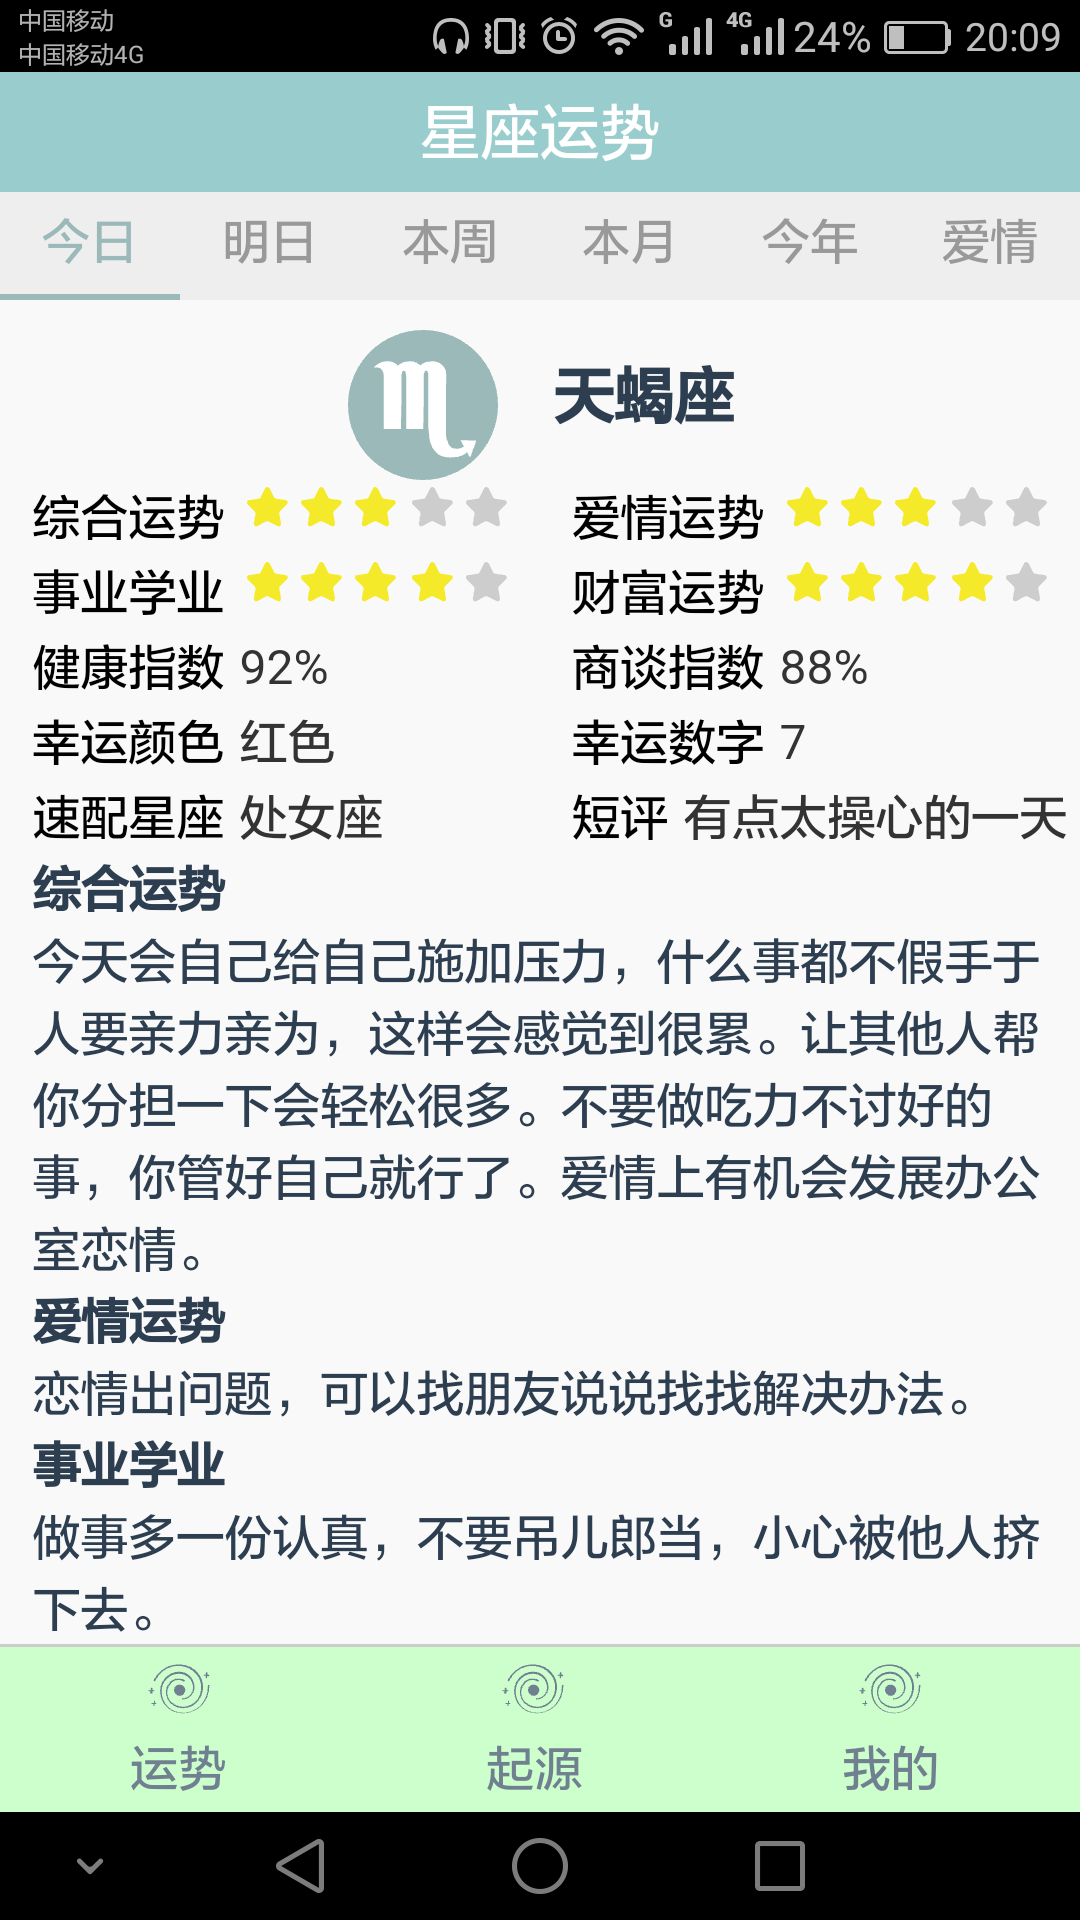 中国移动
中国移动4G
G
4G
24%
20:09
星座运势
今日 明日 本周 本月 今年 爱情
天蝎座
综合运势 爱情运势
事业学业 财富运势
健康指数 92% 商谈指数 88%
幸运颜色 红色 幸运数字 7
速配星座 处女座 短评 有点太操心的一天
综合运势
今天会自己给自己施加压力，什么事都不假手于
人要亲力亲为，这样会感觉到很累。让其他人帮
你分担一下会轻松很多。不要做吃力不讨好的
事，你管好自己就行了。爱情上有机会发展办公
室恋情。
爱情运势
恋情出问题，可以找朋友说说找找解决办法。
事业学业
做事多一份认真，不要吊儿郎当，小心被他人挤
下去。
运势 起源 我的